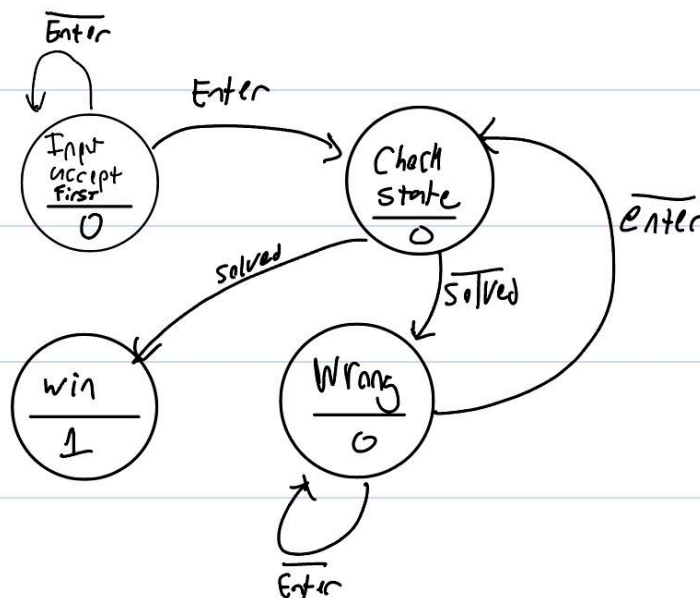 Enter
Enter
Input
accept
First
0
Check
State
0
enter
solved
solved
win
1
Wrong
0
Enter